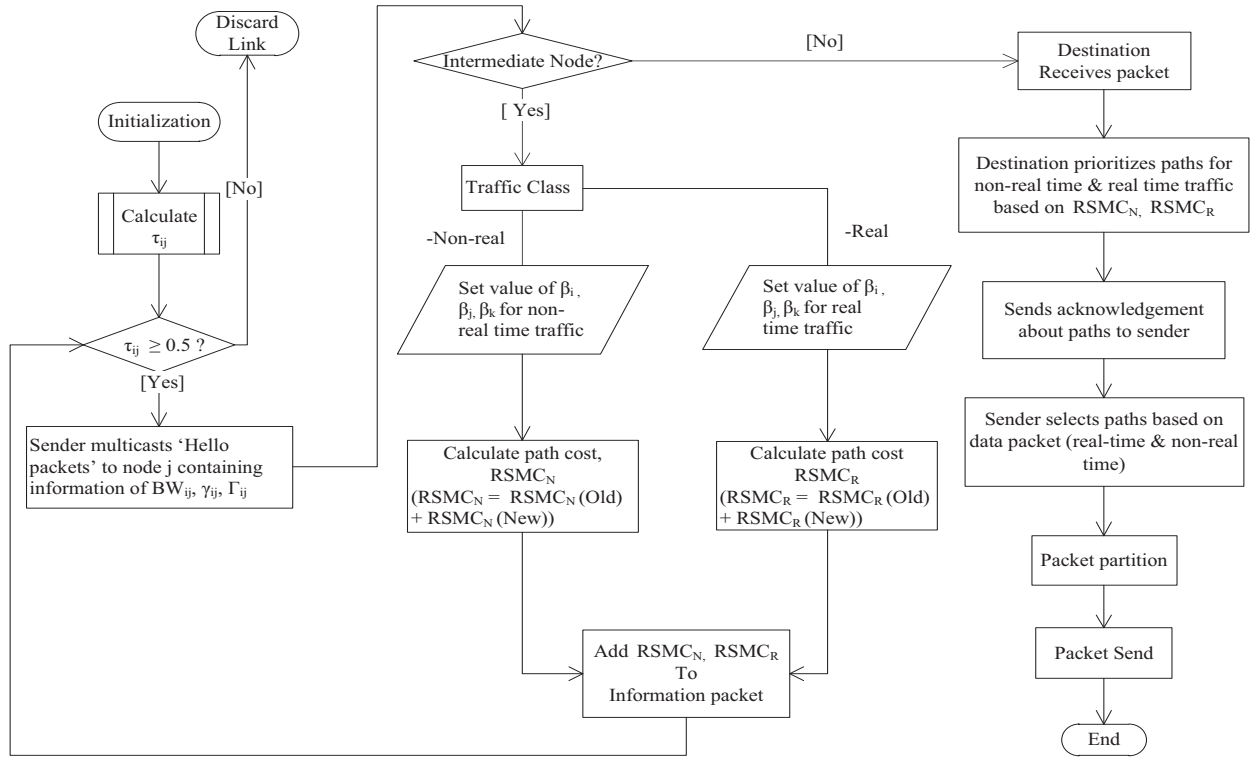 Discard
Link
Initialization
[No]
Calculate
τij
τij ≥ 0.5 ?
[Yes]
Sender multicasts ‘Hello
packets’ to node j containing
information of BWij, γij, Γij
Intermediate Node?
[No]
[ Yes]
Traffic Class
-Non-real
-Real
Set value of βi ,
βj, βk for non-
real time traffic
Set value of βi ,
βj, βk for real
time traffic
Calculate path cost,
RSMCN
(RSMCN = RSMCN (Old)
+ RSMCN (New))
Calculate path cost
RSMCR
(RSMCR = RSMCR (Old)
+ RSMCR (New))
Add RSMCN, RSMCR
To
Information packet
Destination
Receives packet
Destination prioritizes paths for
non-real time & real time traffic
based on RSMCN, RSMCR
Sends acknowledgement
about paths to sender
Sender selects paths based on
data packet (real-time & non-real
time)
Packet partition
Packet Send
End